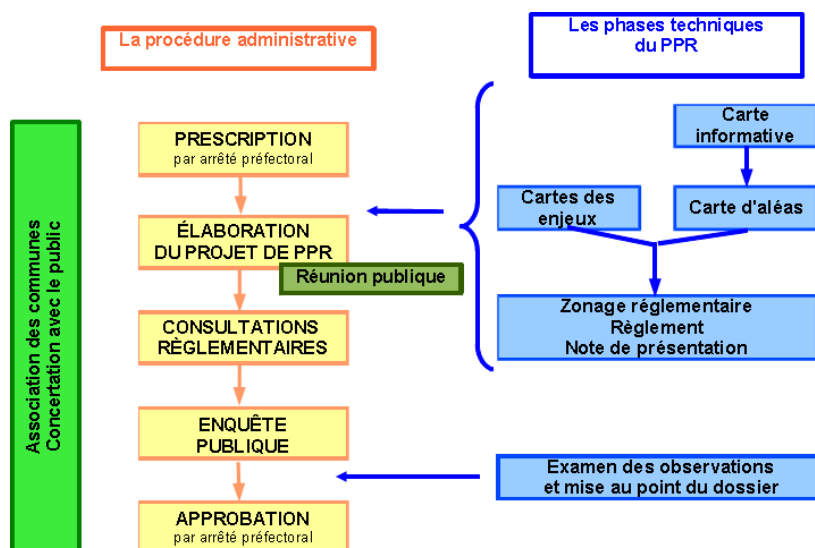 La procédure administrative
Les phases techniques
du PPR
Association des communes
Concertation avec le public
PRESCRIPTION
par arrêté préfectoral
ÉLABORATION
DU PROJET DE PPR
Réunion publique
CONSULTATIONS
RÈGLEMENTAIRES
ENQUÊTE
PUBLIQUE
APPROBATION
par arrêté préfectoral
Carte
informative
Cartes des
enjeux
Carte d'aléas
Zonage réglementaire
Règlement
Note de présentation
Examen des observations
et mise au point du dossier